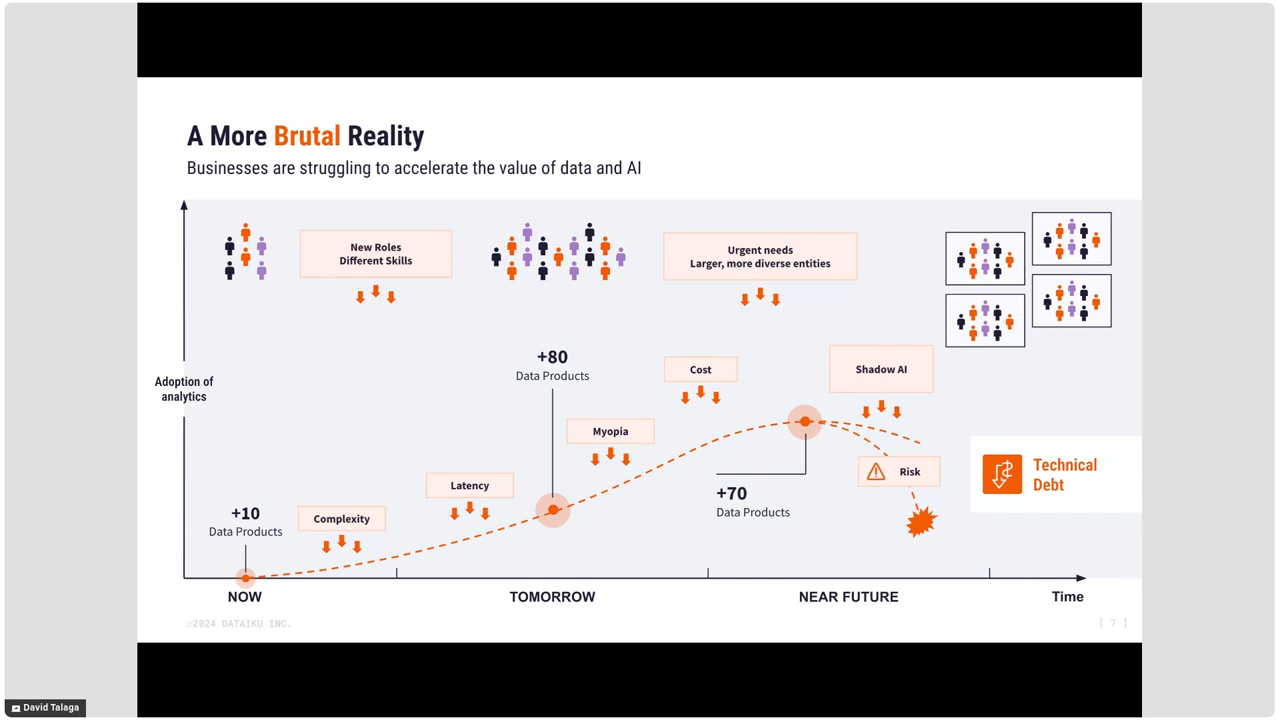 A More Brutal Reality
Businesses are struggling to accelerate the value of data and AI
New Roles
Different Skills
Urgent needs
Larger, more diverse entities
Adoption of
analytics
+80
Data Products
Cost
Shadow AI
Myopia
Latency
Risk
Technical
Debt
+70
Data Products
+10
Data Products
Complexity
NOW
TOMORROW
NEAR FUTURE
Time
©2024 DATAIKU INC.
[ 7 ]
David Talaga